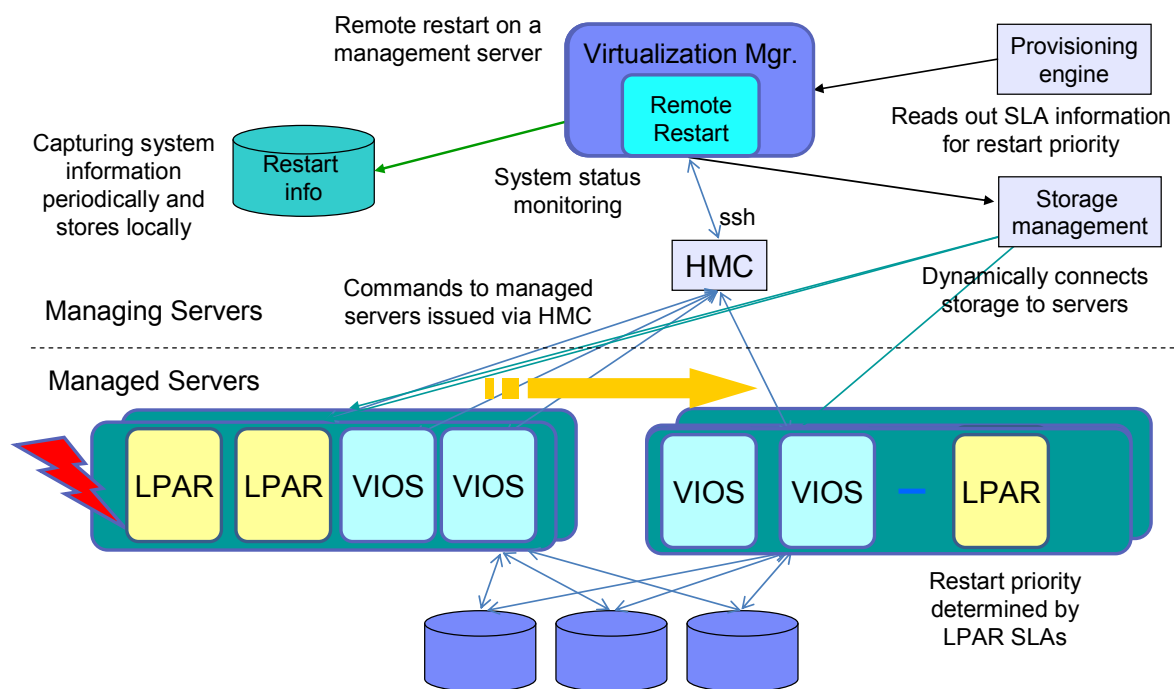 Remote restart on a
management server
Virtualization Mgr.
Remote
Restart
Provisioning
engine
Reads out SLA information
for restart priority
Capturing system
information
periodically and
stores locally
Restart
info
System status
monitoring
ssh
Storage
management
HMC
Dynamically connects
storage to servers
Commands to managed
servers issued via HMC
Managing Servers
Managed Servers
LPAR
LPAR
VIOS
VIOS
VIOS
VIOS
LPAR
Restart priority
determined by
LPAR SLAs